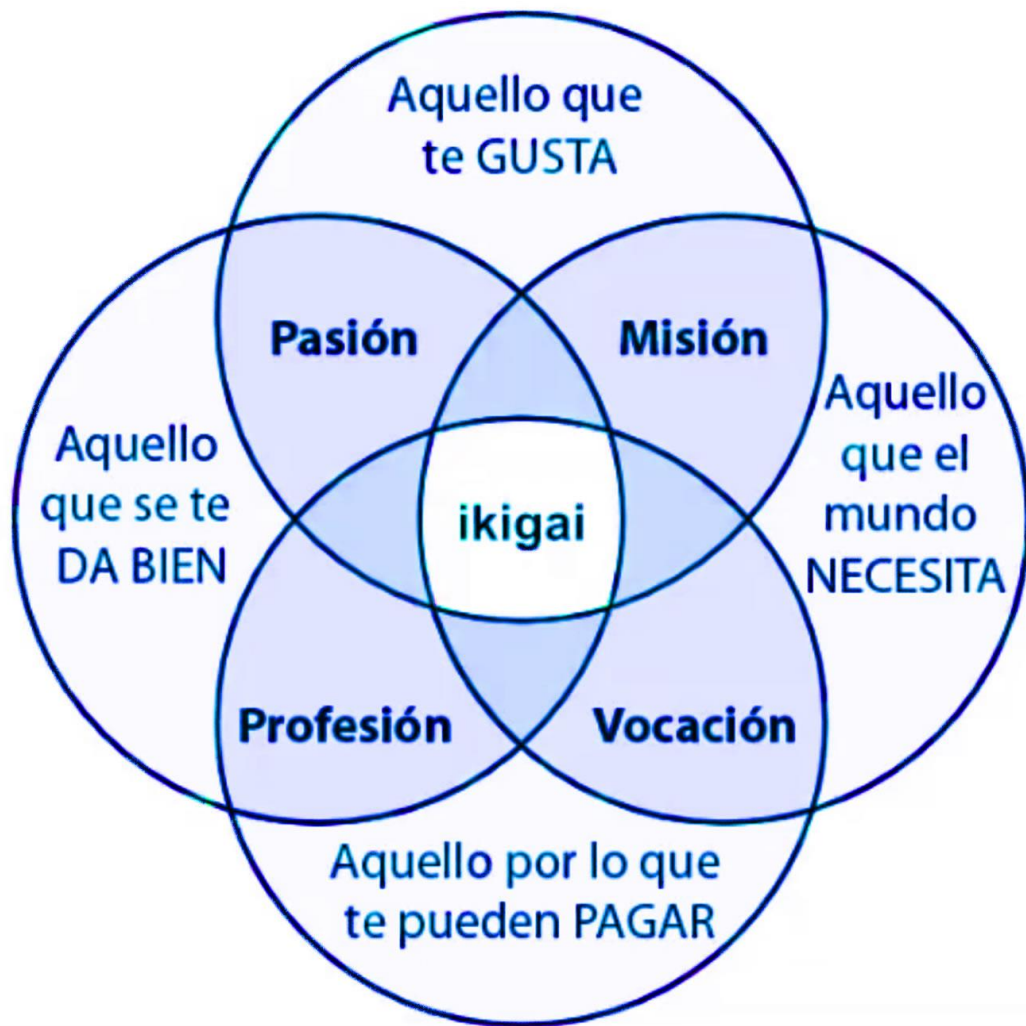 Aquello que
te GUSTA
Pasión
Misión
Aquello
que se te
DA BIEN
ikigai
Aquello
que el
mundo
NECESITA
Profesión
Vocación
Aquello por lo que
te pueden PAGAR